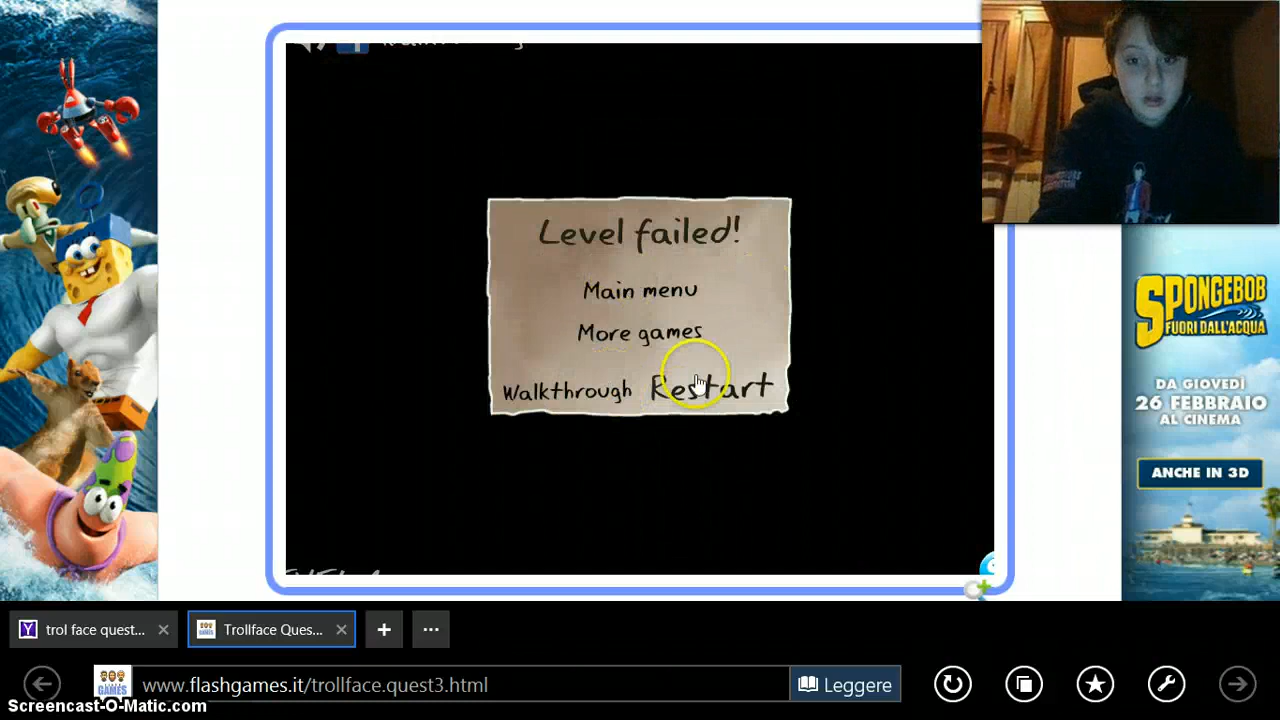 Level failed!
Main menu
More games
Walkthrough Restart
SPONGEBOB
FUORI DALL'ACQUA
DA GIOVEDÌ
26 FEBBRAIO
AL CINEMA
ANCHE IN 3D
trol face quest...
Trollface Ques...
GAMES
www.flashgames.it/trollface.quest3.html
Leggere
Screencast-O-Matic.com